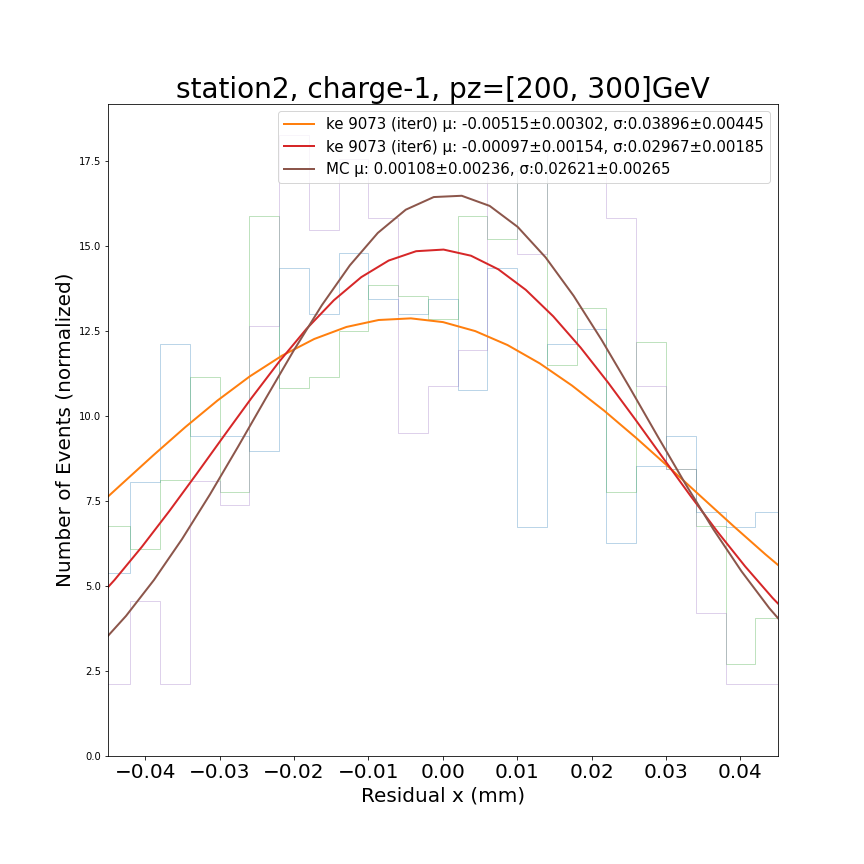 station2, charge-1, pz=[200, 300]GeV
ke 9073 (iter0) μ: -0.00515±0.00302, σ:0.03896±0.00445
ke 9073 (iter6) μ: -0.00097±0.00154, σ:0.02967±0.00185
MC μ: 0.00108±0.00236, σ:0.02621±0.00265
Number of Events (normalized)
17.5
15.0
12.5
10.0
7.5
5.0
2.5
0.0
−0.04 −0.03 −0.02 −0.01 0.00 0.01 0.02 0.03 0.04
Residual x (mm)